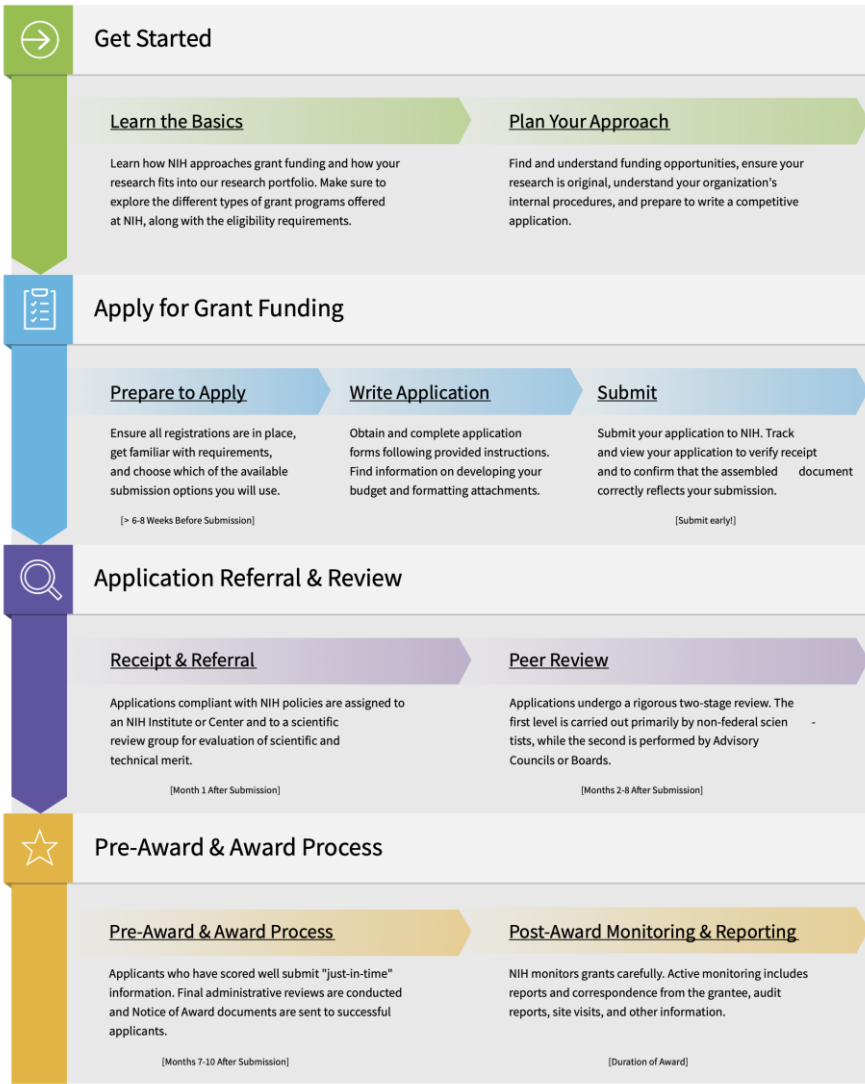 Get Started
Learn the Basics
Learn how NIH approaches grant funding and how your
research fits into our research portfolio. Make sure to
explore the different types of grant programs offered
at NIH, along with the eligibility requirements.
Plan Your Approach
Find and understand funding opportunities, ensure your
research is original, understand your organization's
internal procedures, and prepare to write a competitive
application.
Apply for Grant Funding
Prepare to Apply
Ensure all registrations are in place,
get familiar with requirements,
and choose which of the available
submission options you will use.
[> 6-8 Weeks Before Submission]
Write Application
Obtain and complete application
forms following provided instructions.
Find information on developing your
budget and formatting attachments.
Submit
Submit your application to NIH. Track
and view your application to verify receipt
and to confirm that the assembled document
correctly reflects your submission.
[Submit early!]
Application Referral & Review
Receipt & Referral
Applications compliant with NIH policies are assigned to
an NIH Institute or Center and to a scientific
review group for evaluation of scientific and
technical merit.
[Month 1 After Submission]
Peer Review
Applications undergo a rigorous two-stage review. The
first level is carried out primarily by non-federal scien -
tists, while the second is performed by Advisory
Councils or Boards.
[Months 2-8 After Submission]
Pre-Award & Award Process
Pre-Award & Award Process
Applicants who have scored well submit "just-in-time"
information. Final administrative reviews are conducted
and Notice of Award documents are sent to successful
applicants.
[Months 7-10 After Submission]
Post-Award Monitoring & Reporting
NIH monitors grants carefully. Active monitoring includes
reports and correspondence from the grantee, audit
reports, site visits, and other information.
[Duration of Award]